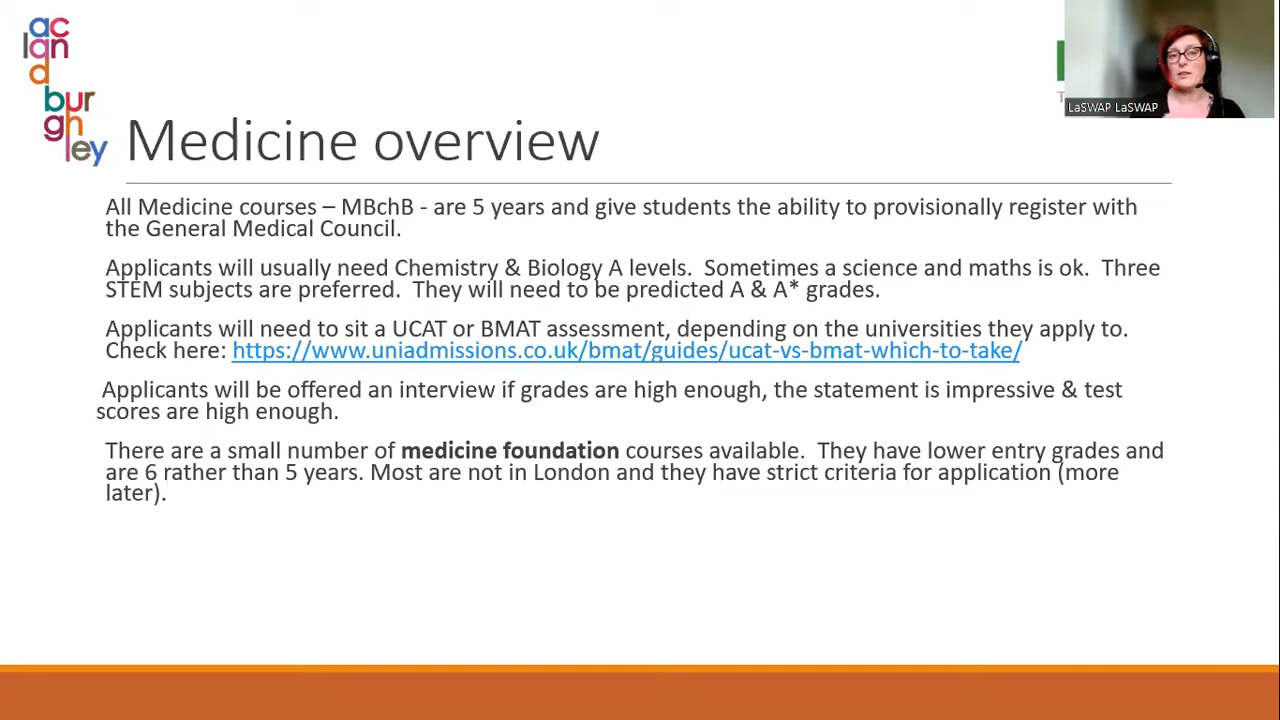 ac
lan
d
bur
gh
ley
LaSWAP LaSWAP
Medicine overview
All Medicine courses – MBchB - are 5 years and give students the ability to provisionally register with
the General Medical Council.
Applicants will usually need Chemistry & Biology A levels.  Sometimes a science and maths is ok.  Three
STEM subjects are preferred.  They will need to be predicted A & A* grades.
Applicants will need to sit a UCAT or BMAT assessment, depending on the universities they apply to.
Check here: https://www.uniadmissions.co.uk/bmat/guides/ucat-vs-bmat-which-to-take/
Applicants will be offered an interview if grades are high enough, the statement is impressive & test
scores are high enough.
There are a small number of medicine foundation courses available.  They have lower entry grades and
are 6 rather than 5 years. Most are not in London and they have strict criteria for application (more
later).